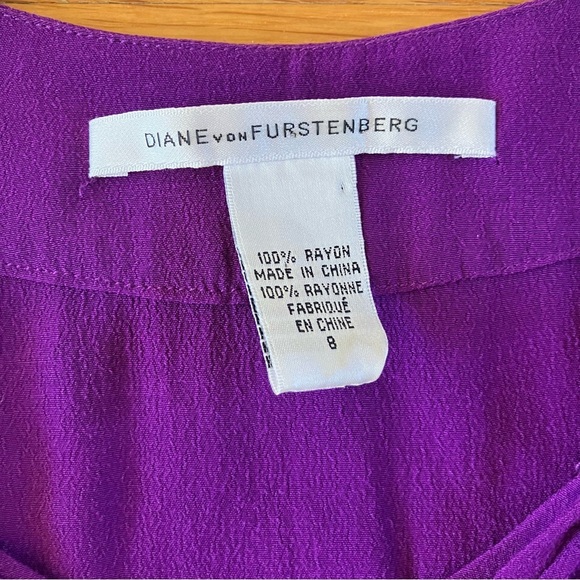 DIANE VON FURSTENBERG
100% RAYON
MADE IN CHINA
100% RAYONNE
FABRIQUÉ
EN CHINE
8